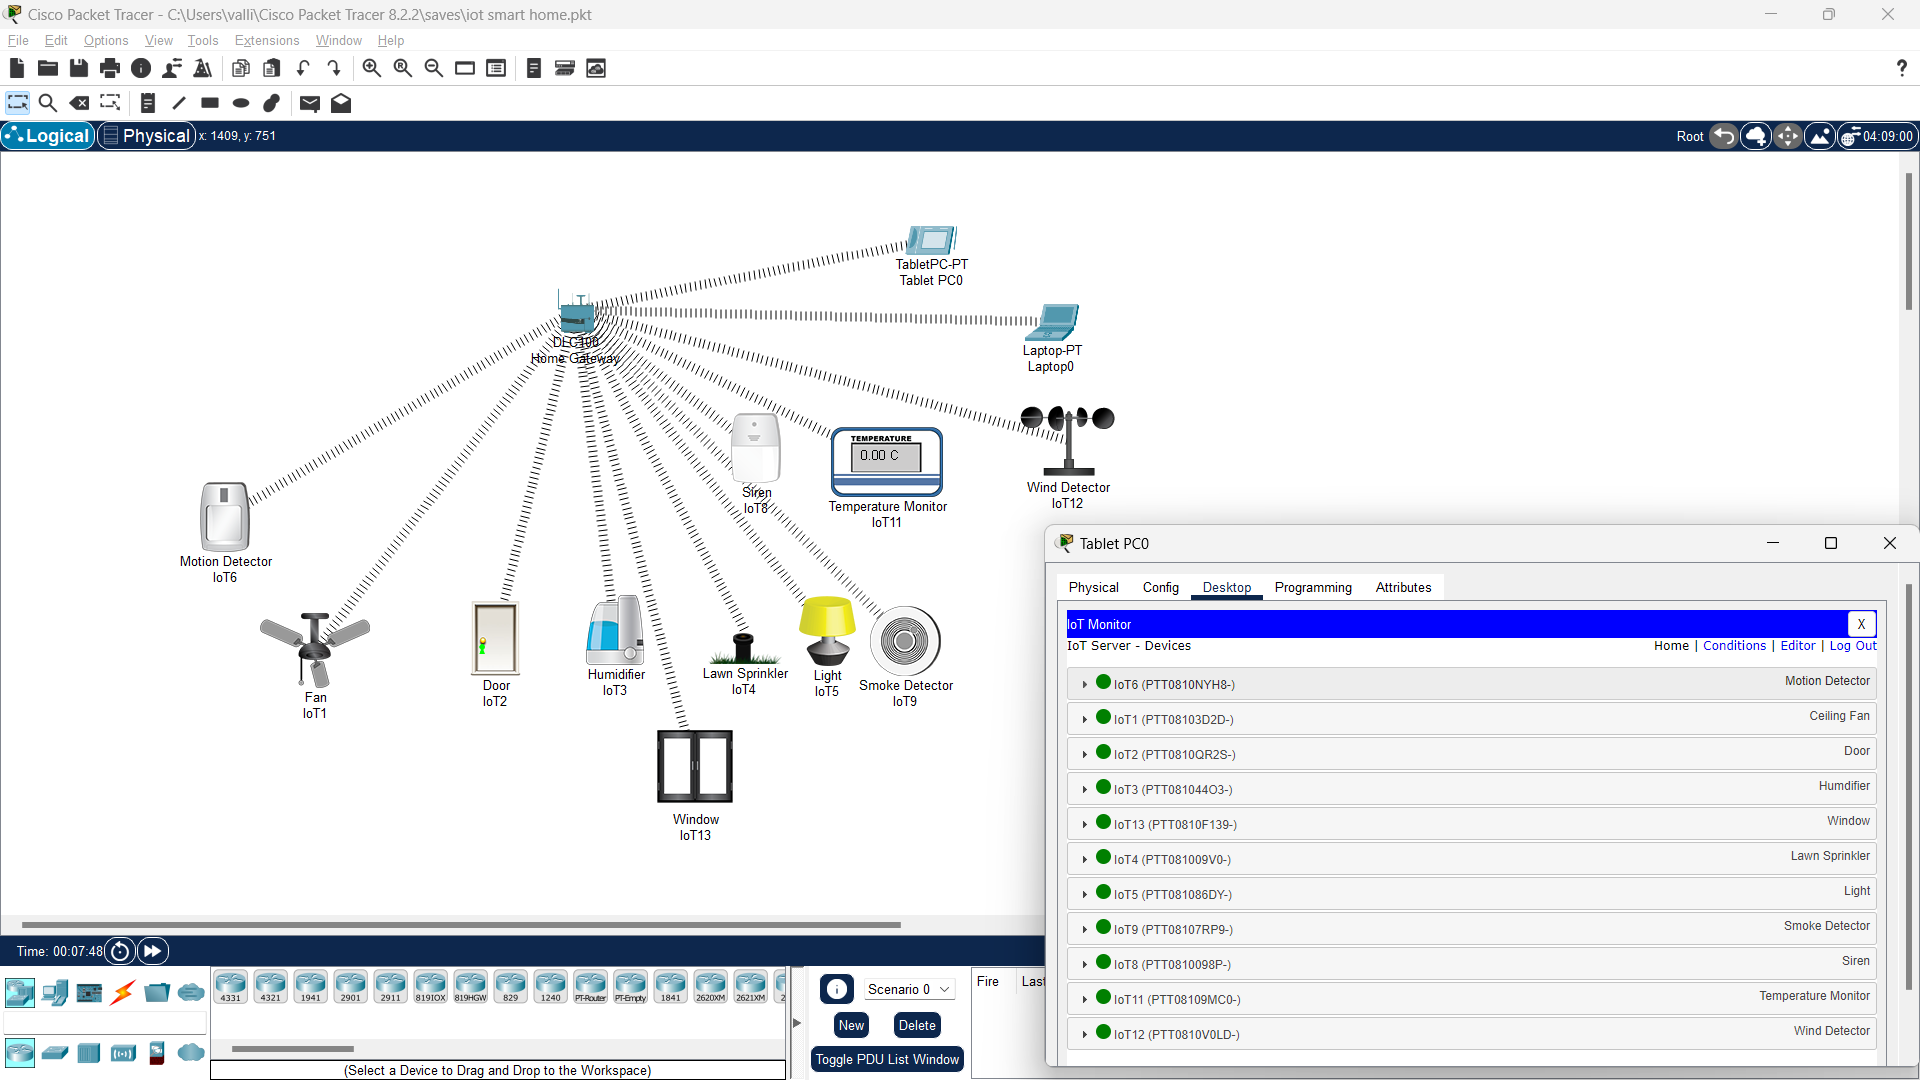 Cisco Packet Tracer - C:\Users\valli\Cisco Packet Tracer 8.2.2\saves\iot smart home.pkt
File Edit Options View Tools Extensions Window Help
?
Logical Physical x: 1409, y: 751
Root 04:09:00
TabletPC-PT
Tablet PC0
DLC100
Home Gateway
Laptop-PT
Laptop0
TEMPERATURE
0.00 C
Siren
IoT8
Temperature Monitor
IoT11
Wind Detector
IoT12
Motion Detector
IoT6
Fan
IoT1
Door
IoT2
Humidifier
IoT3
Lawn Sprinkler
IoT4
Light
IoT5
Smoke Detector
IoT9
Window
IoT13
Tablet PC0
Physical Config Desktop Programming Attributes
IoT Monitor X
IoT Server - Devices Home | Conditions | Editor | Log Out
IoT6 (PTT0810NYH8-) Motion Detector
IoT1 (PTT08103D2D-) Ceiling Fan
IoT2 (PTT0810QR2S-) Door
IoT3 (PTT081044O3-) Humdifier
IoT13 (PTT0810F139-) Window
IoT4 (PTT081009V0-) Lawn Sprinkler
IoT5 (PTT081086DY-) Light
IoT9 (PTT08107RP9-) Smoke Detector
IoT8 (PTT0810098P-) Siren
IoT11 (PTT08109MC0-) Temperature Monitor
IoT12 (PTT0810V0LD-) Wind Detector
Time: 00:07:48
4331 4321 1941 2901 2911 819IOX 819HGW 829 1240 PT-Router PT-Empty 1841 2620XM 2621XM 2
Scenario 0
New Delete
Toggle PDU List Window
Fire Last
(Select a Device to Drag and Drop to the Workspace)